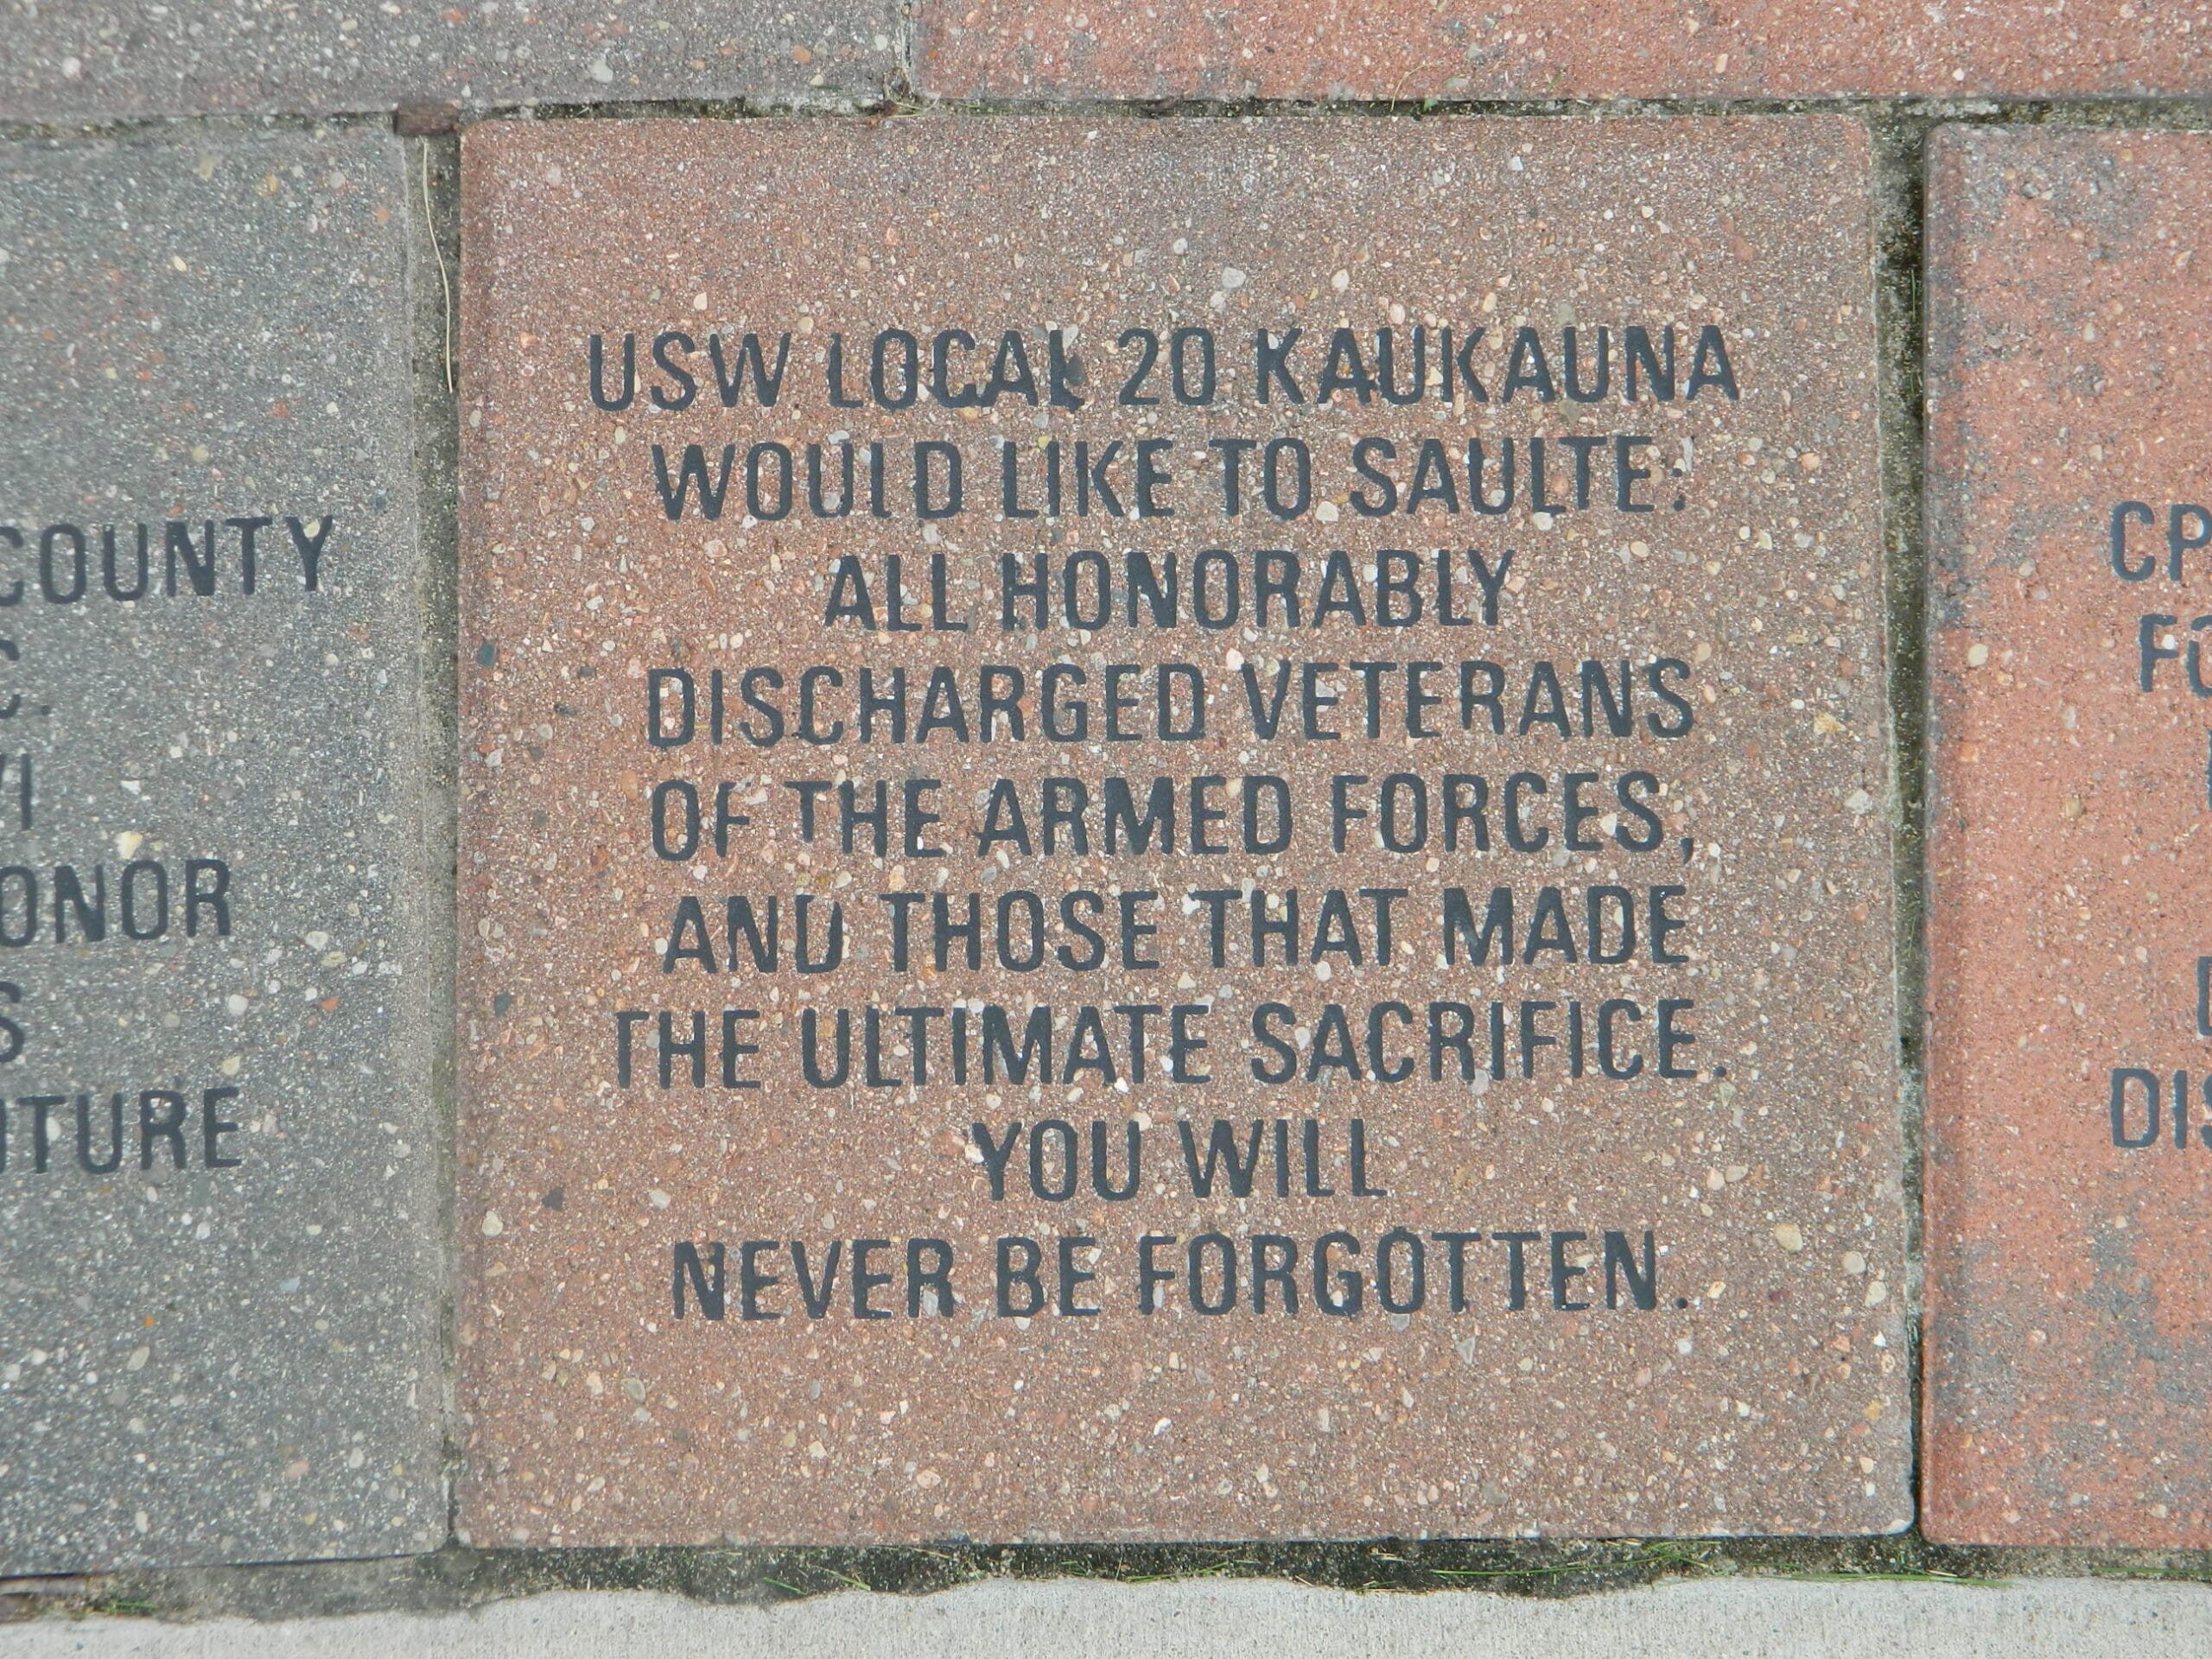 USW LOCAL 20 KAUKAUNA
WOULD LIKE TO SAULTE:
ALL HONORABLY
DISCHARGED VETERANS
OF THE ARMED FORCES,
AND THOSE THAT MADE
THE ULTIMATE SACRIFICE.
YOU WILL
NEVER BE FORGOTTEN.
COUNTY